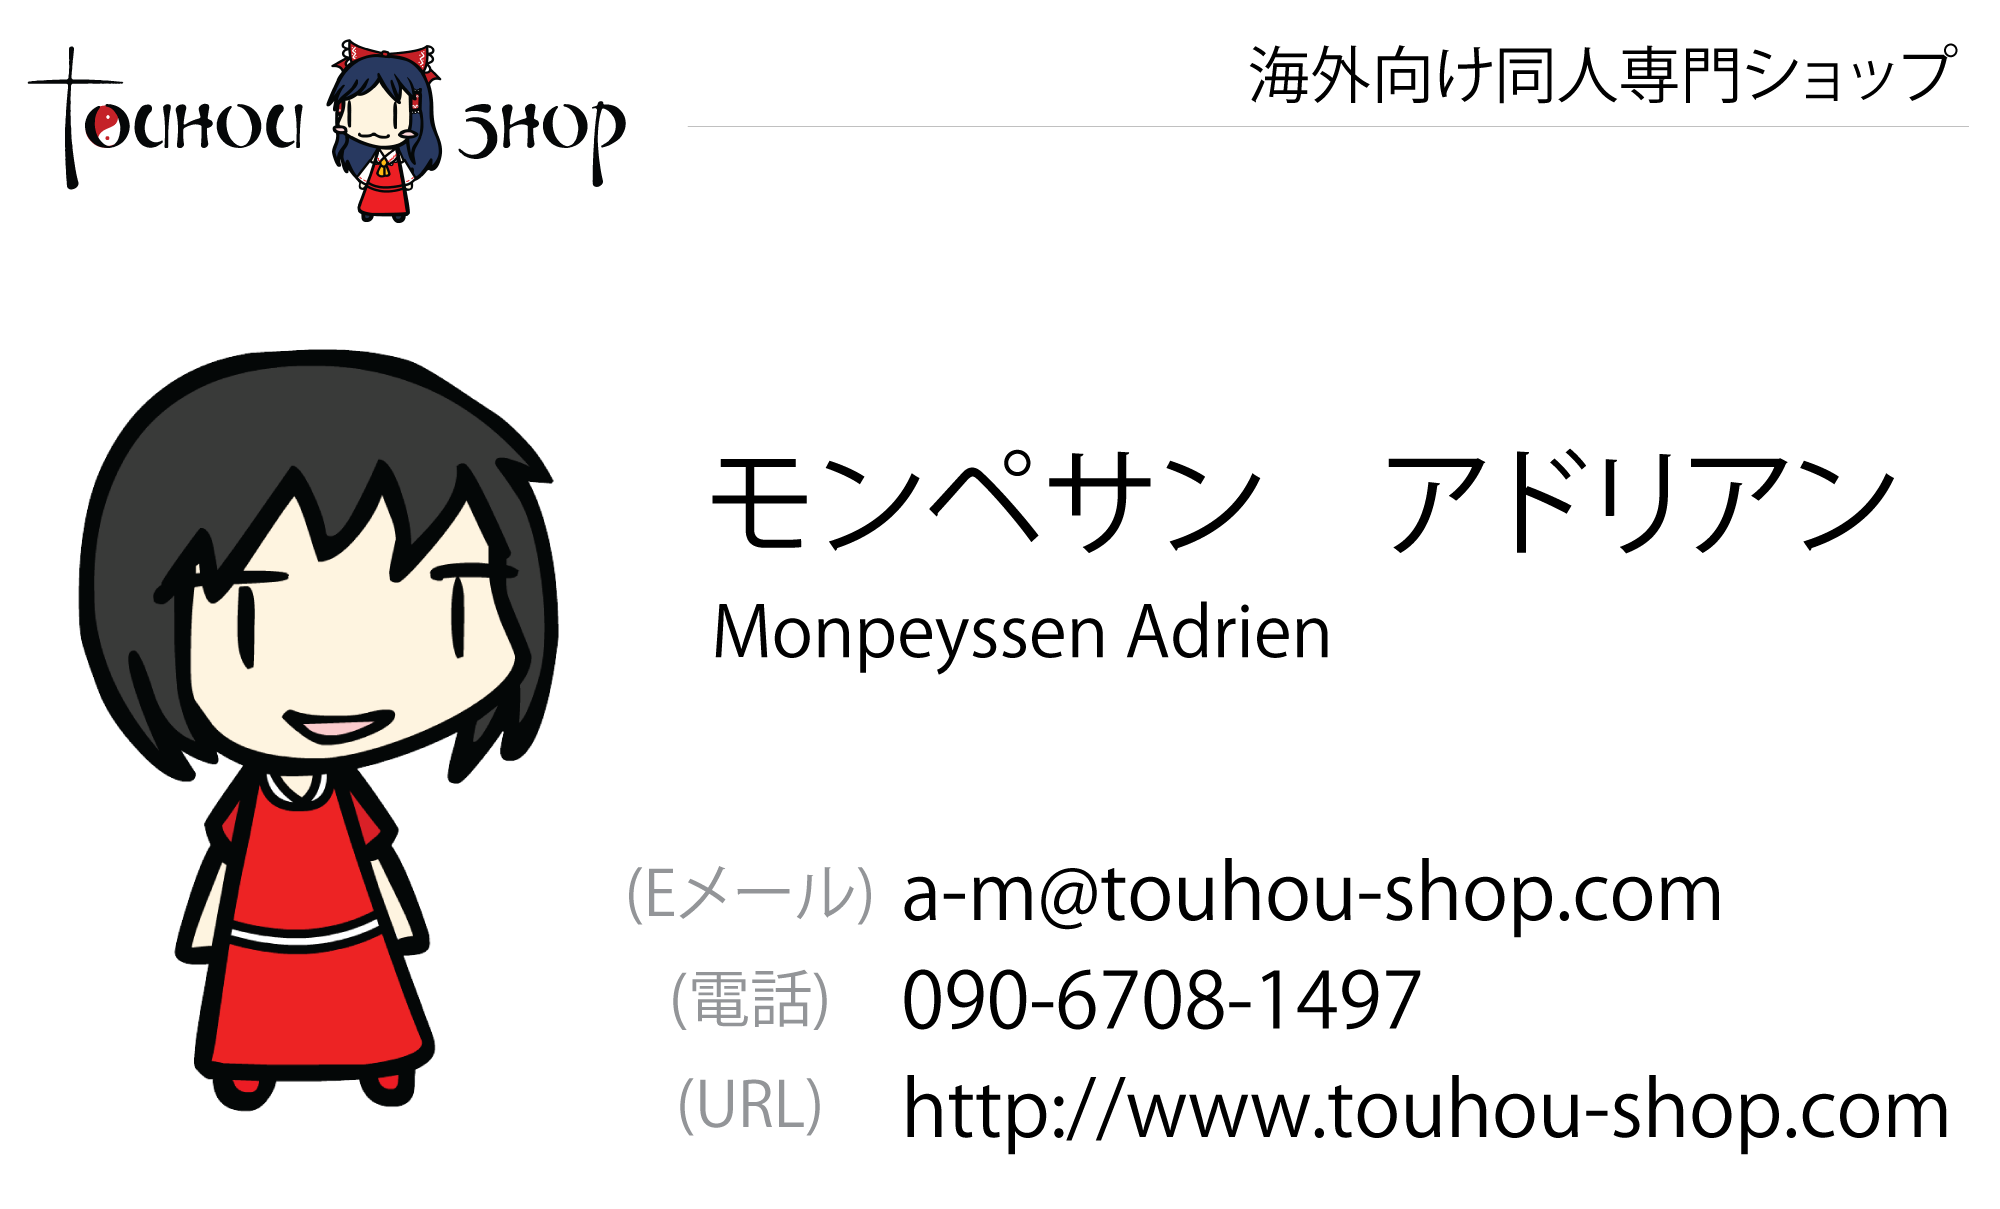 touhou shop
海外向け同人専門ショップ
モンペサン　アドリアン
Monpeyssen Adrien
(Eメール) a-m@touhou-shop.com
(電話) 090-6708-1497
(URL) http://www.touhou-shop.com